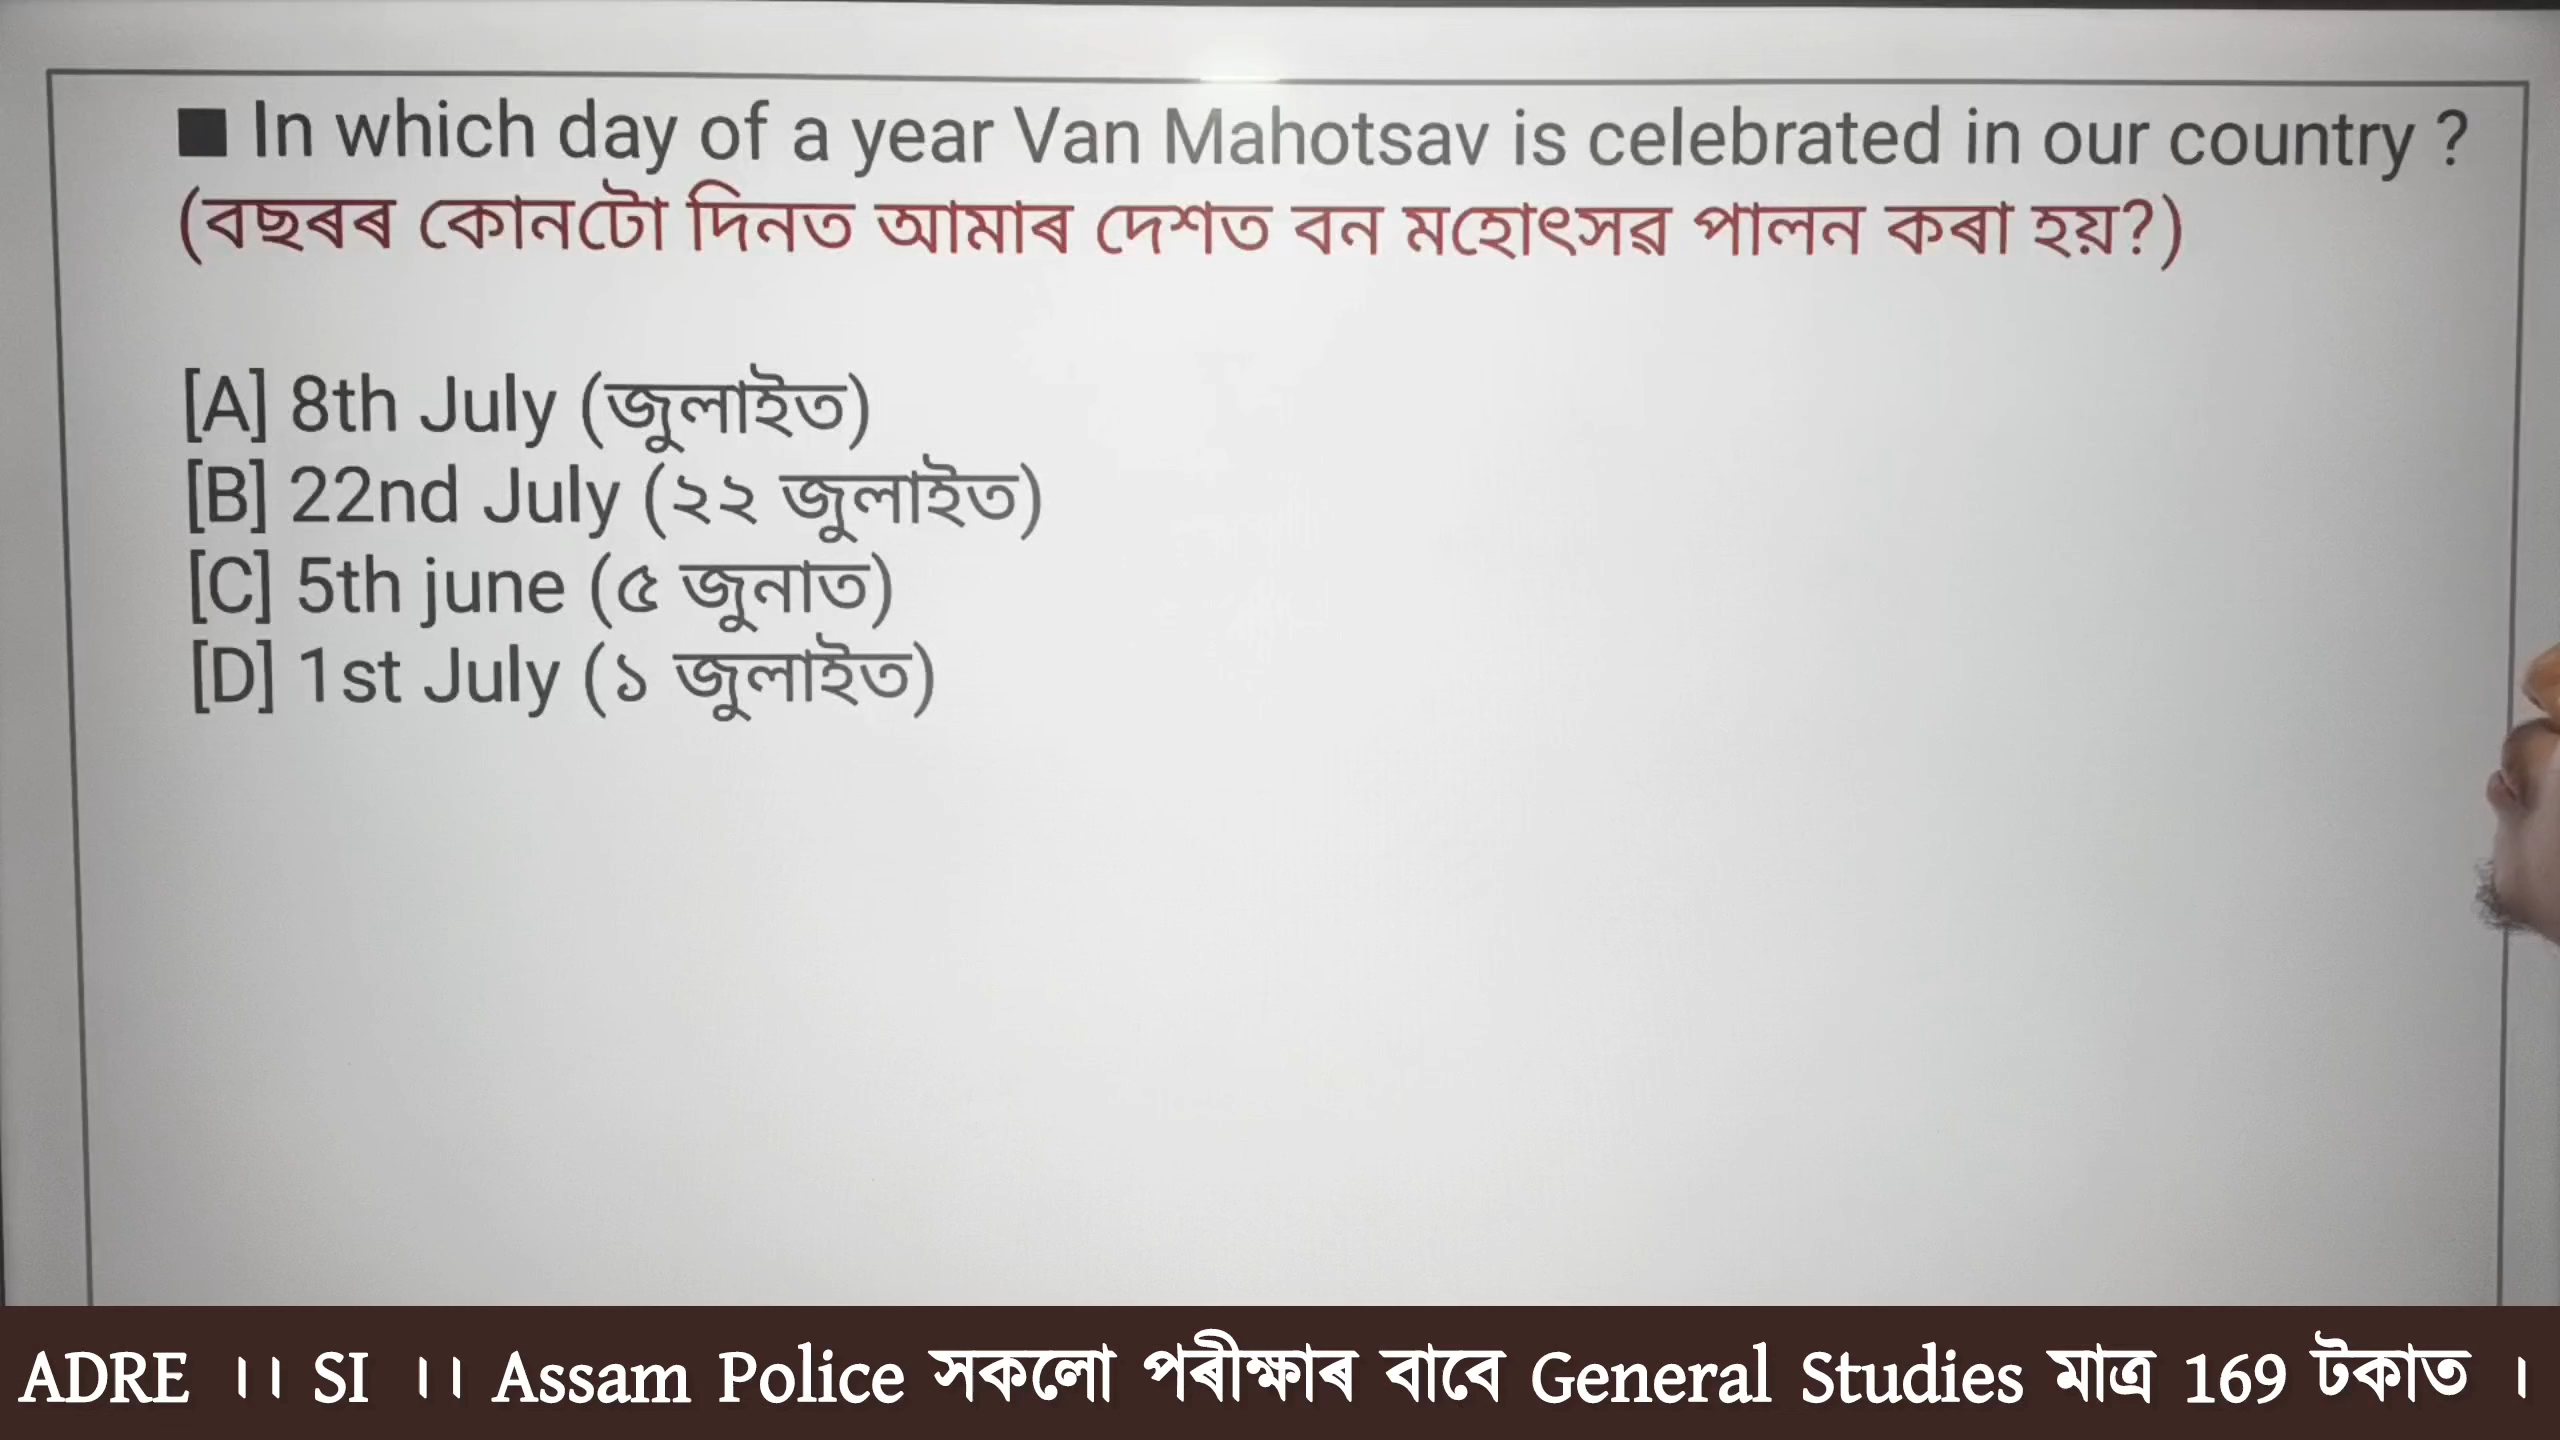 ■ In which day of a year Van Mahotsav is celebrated in our country ?
(বছৰৰ কোনটো দিনত আমাৰ দেশত বন মহোৎসৱ পালন কৰা হয়?)
[A] 8th July (জুলাইত)
[B] 22nd July (২২ জুলাইত)
[C] 5th june (৫ জুনাত)
[D] 1st July (১ জুলাইত)
ADRE ।। SI ।। Assam Police সকলো পৰীক্ষাৰ বাবে General Studies মাত্ৰ 169 টকাত ।